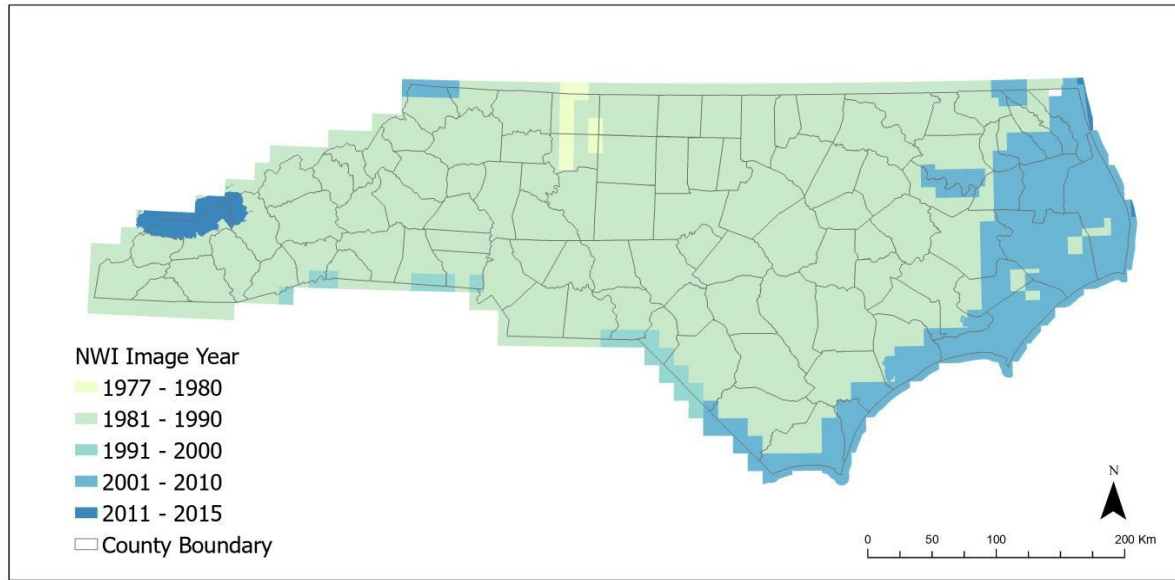 NWI Image Year
1977 - 1980
1981 - 1990
1991 - 2000
2001 - 2010
2011 - 2015
County Boundary
N
0 50 100 200 Km